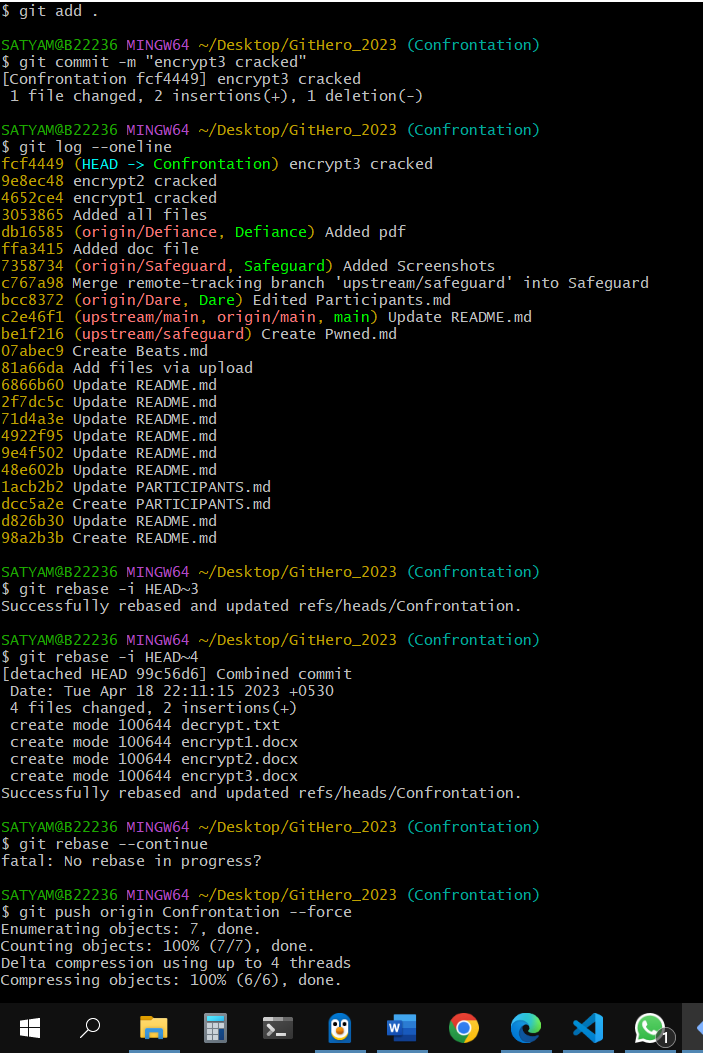 $ git add .
SATYAM@B22236 MINGW64 ~/Desktop/GitHero_2023 (Confrontation)
$ git commit -m "encrypt3 cracked"
[Confrontation fcf4449] encrypt3 cracked
 1 file changed, 2 insertions(+), 1 deletion(-)
SATYAM@B22236 MINGW64 ~/Desktop/GitHero_2023 (Confrontation)
$ git log --oneline
fcf4449 (HEAD -> Confrontation) encrypt3 cracked
9e8ec48 encrypt2 cracked
4652ce4 encrypt1 cracked
3053865 Added all files
db16585 (origin/Defiance, Defiance) Added pdf
ffa3415 Added doc file
7358734 (origin/Safeguard, Safeguard) Added Screenshots
c767a98 Merge remote-tracking branch 'upstream/safeguard' into Safeguard
bcc8372 (origin/Dare, Dare) Edited Participants.md
c2e46f1 (upstream/main, origin/main, main) Update README.md
be1f216 (upstream/safeguard) Create Pwned.md
07abec9 Create Beats.md
81a66da Add files via upload
6866b60 Update README.md
2f7dc5c Update README.md
71d4a3e Update README.md
4922f95 Update README.md
9e4f502 Update README.md
48e602b Update README.md
1acb2b2 Update PARTICIPANTS.md
dcc5a2e Create PARTICIPANTS.md
d826b30 Update README.md
98a2b3b Create README.md
SATYAM@B22236 MINGW64 ~/Desktop/GitHero_2023 (Confrontation)
$ git rebase -i HEAD~3
Successfully rebased and updated refs/heads/Confrontation.
SATYAM@B22236 MINGW64 ~/Desktop/GitHero_2023 (Confrontation)
$ git rebase -i HEAD~4
[detached HEAD 99c56d6] Combined commit
 Date: Tue Apr 18 22:11:15 2023 +0530
 4 files changed, 2 insertions(+)
 create mode 100644 decrypt.txt
 create mode 100644 encrypt1.docx
 create mode 100644 encrypt2.docx
 create mode 100644 encrypt3.docx
Successfully rebased and updated refs/heads/Confrontation.
SATYAM@B22236 MINGW64 ~/Desktop/GitHero_2023 (Confrontation)
$ git rebase --continue
fatal: No rebase in progress?
SATYAM@B22236 MINGW64 ~/Desktop/GitHero_2023 (Confrontation)
$ git push origin Confrontation --force
Enumerating objects: 7, done.
Counting objects: 100% (7/7), done.
Delta compression using up to 4 threads
Compressing objects: 100% (6/6), done.
W
1